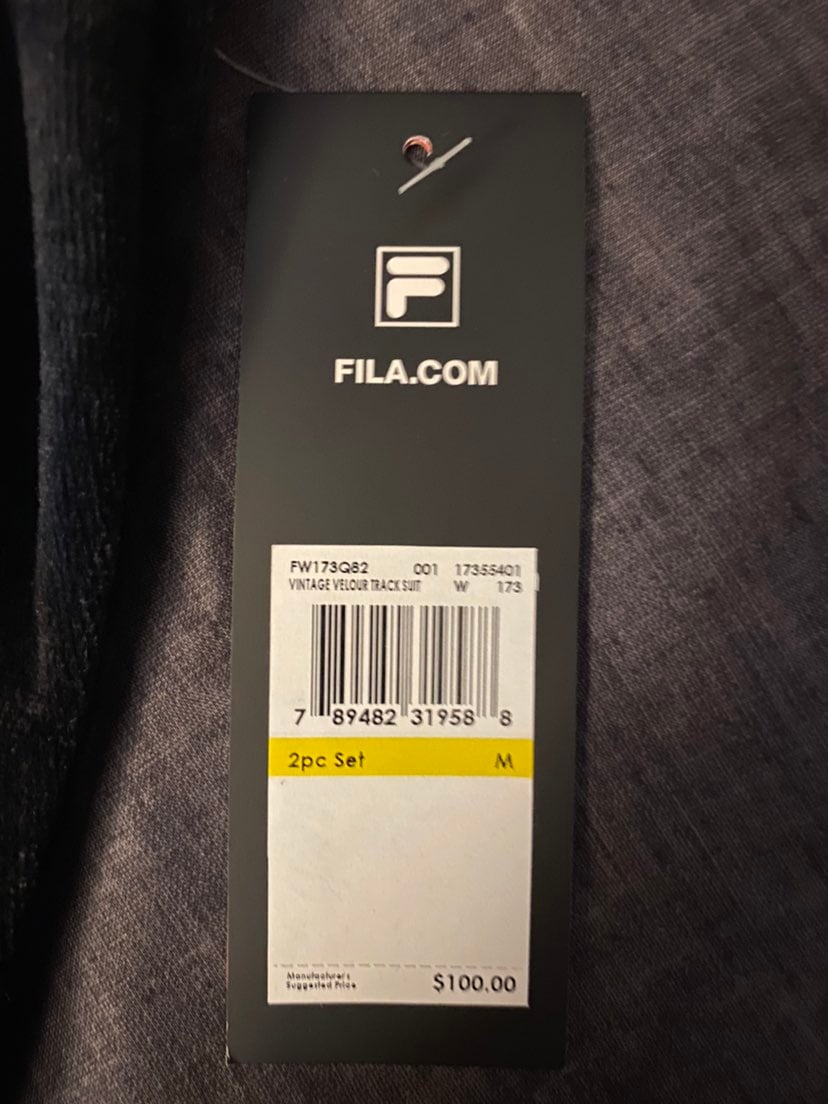 F
FILA.COM
FW173Q82 001 17355401
VINTAGE VELOUR TRACK SUIT W 173
7 89482 31958 8
2pc Set M
Manufacturers
Suggested Price $100.00